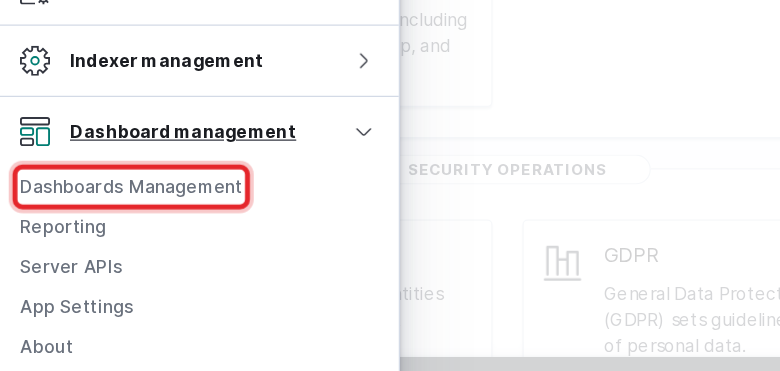 Indexer management
Dashboard management
Dashboards Management
Reporting
Server APIs
App Settings
About
including
p, and
SECURITY OPERATIONS
GDPR
General Data Protect
(GDPR) sets guideline
of personal data.
ntities